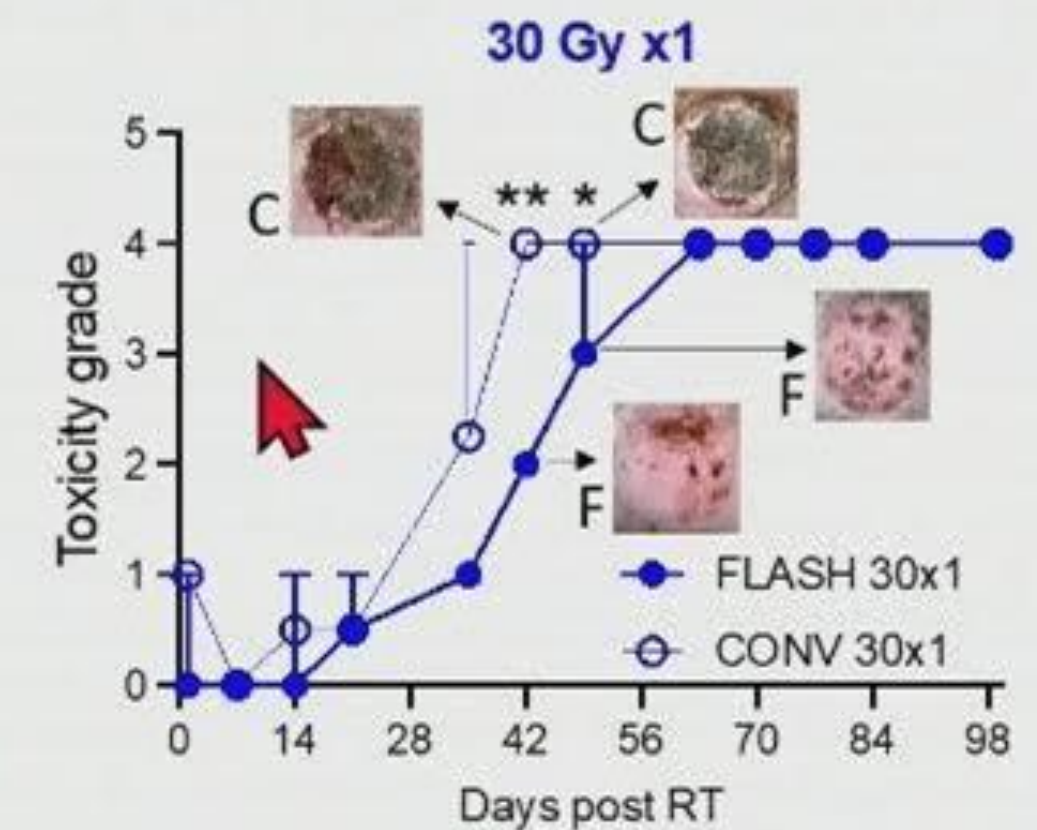 30 Gy x1
Toxicity grade
5
4
3
2
1
0
C
** *
C
F
F
FLASH 30x1
CONV 30x1
0 14 28 42 56 70 84 98
Days post RT